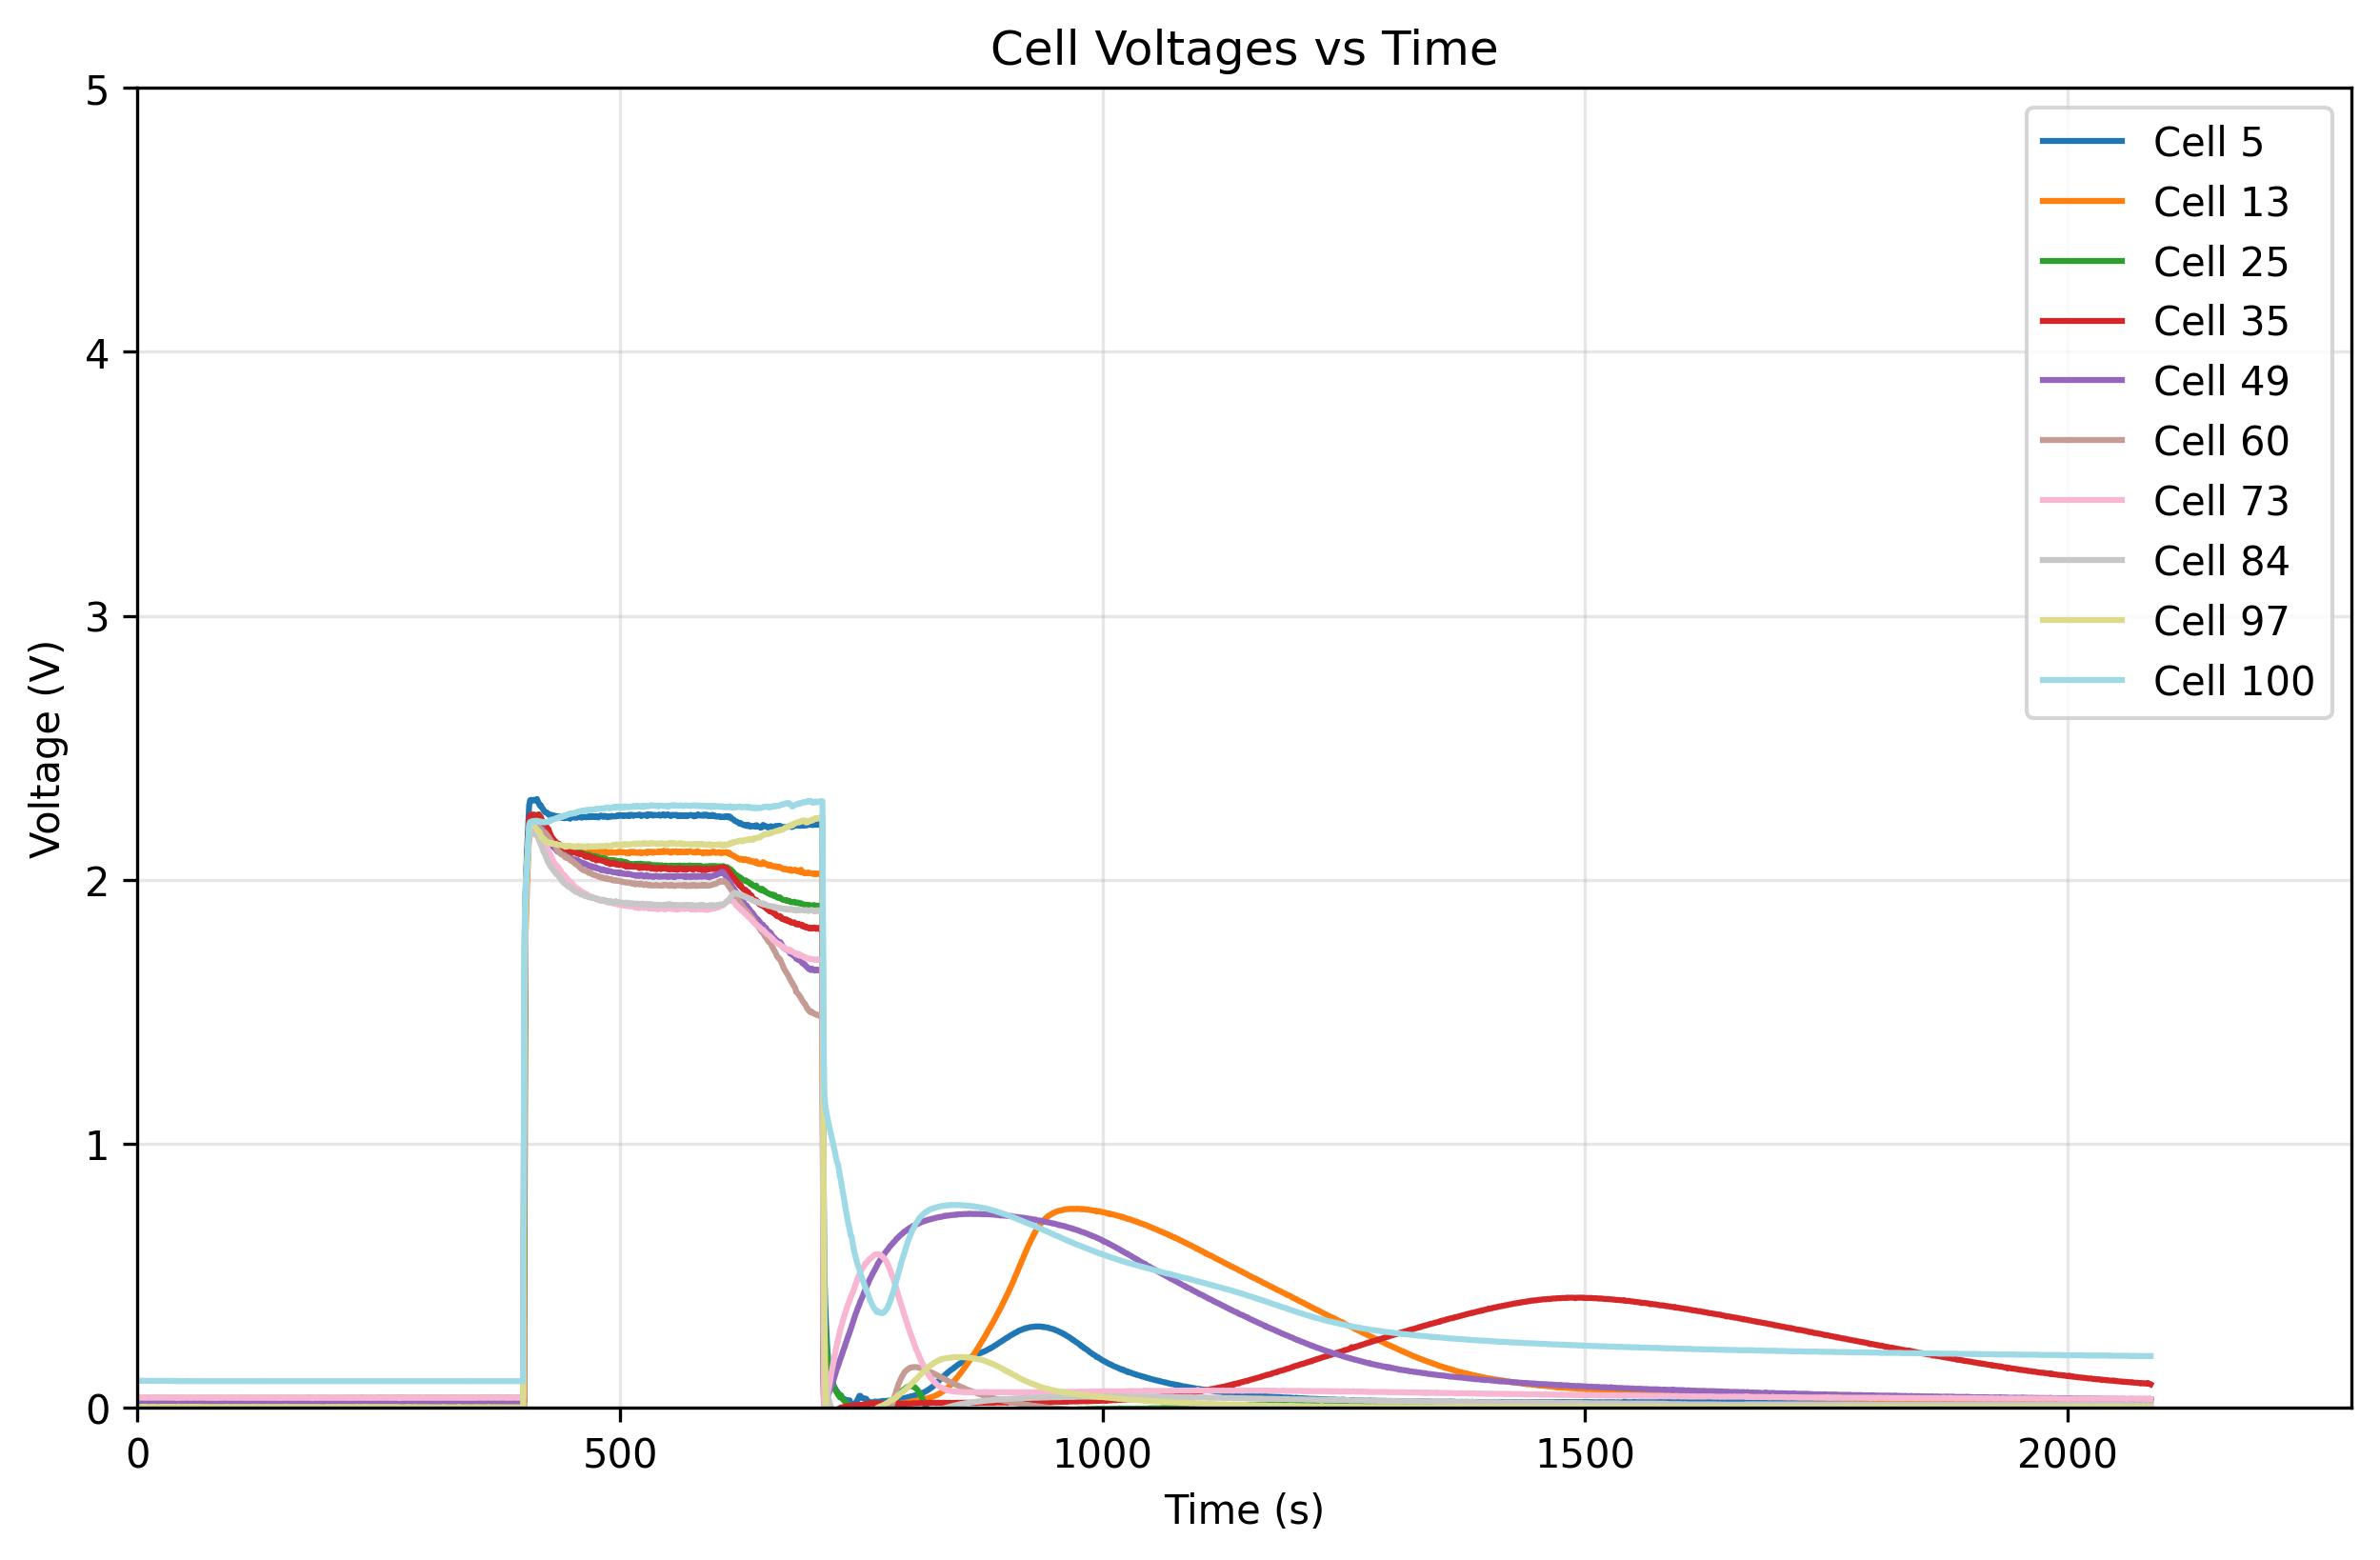 Cell Voltages vs Time
5
4
3
2
1
0
Voltage (V)
0
500
1000
1500
2000
Time (s)
Cell 5
Cell 13
Cell 25
Cell 35
Cell 49
Cell 60
Cell 73
Cell 84
Cell 97
Cell 100